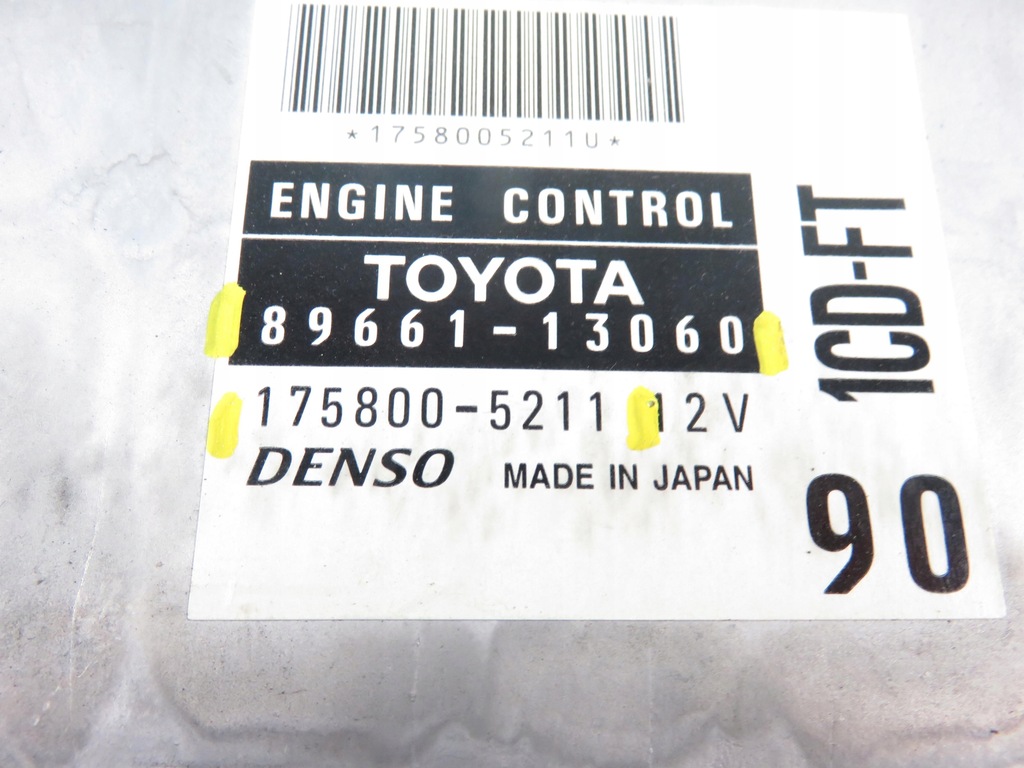 *1758005211U*
ENGINE CONTROL
TOYOTA
89661-13060
175800-5211 12V
DENSO MADE IN JAPAN
1CD-FT
90